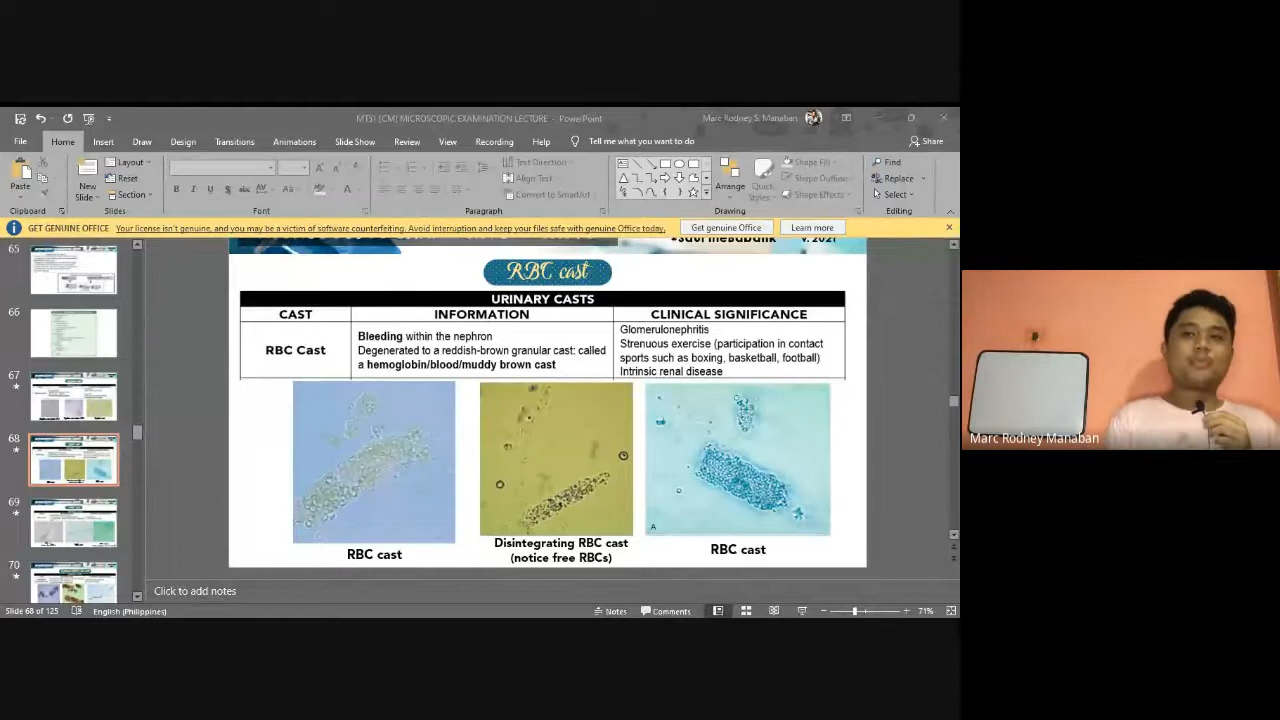 MT51 [CM] MICROSCOPIC EXAMINATION LECTURE - PowerPoint
Marc Rodney S. Manaban
File Home Insert Draw Design Transitions Animations Slide Show Review View Recording Help Tell me what you want to do Share
Paste
New Slide
Layout
Reset
Section
Text Direction
Align Text
Convert to SmartArt
Arrange
Quick Styles
Shape Fill
Shape Outline
Shape Effects
Find
Replace
Select
Clipboard Slides Font Paragraph Drawing Editing
GET GENUINE OFFICE Your license isn't genuine, and you may be a victim of software counterfeiting. Avoid interruption and keep your files safe with genuine Office today. Get genuine Office Learn more
65
66
67
68
69
70
v. 2021
RBC cast
URINARY CASTS
CAST INFORMATION CLINICAL SIGNIFICANCE
RBC Cast
Bleeding within the nephron
Degenerated to a reddish-brown granular cast: called
a hemoglobin/blood/muddy brown cast
Glomerulonephritis
Strenuous exercise (participation in contact
sports such as boxing, basketball, football)
Intrinsic renal disease
A
RBC cast
Disintegrating RBC cast
(notice free RBCs)
RBC cast
Click to add notes
Slide 68 of 125 English (Philippines) Notes Comments 71%
Marc Rodney Manaban